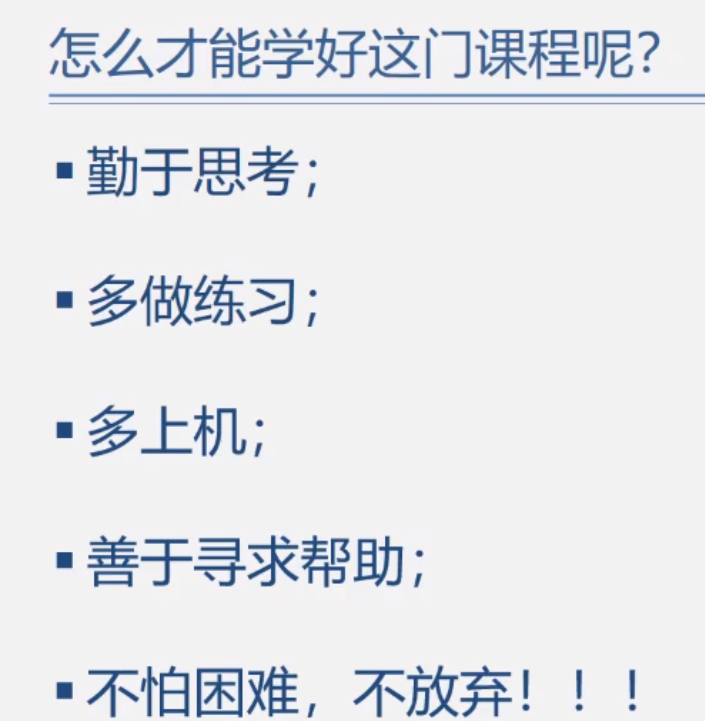 怎么才能学好这门课程呢？
▪勤于思考；
▪多做练习；
▪多上机；
▪善于寻求帮助；
▪不怕困难，不放弃！！！